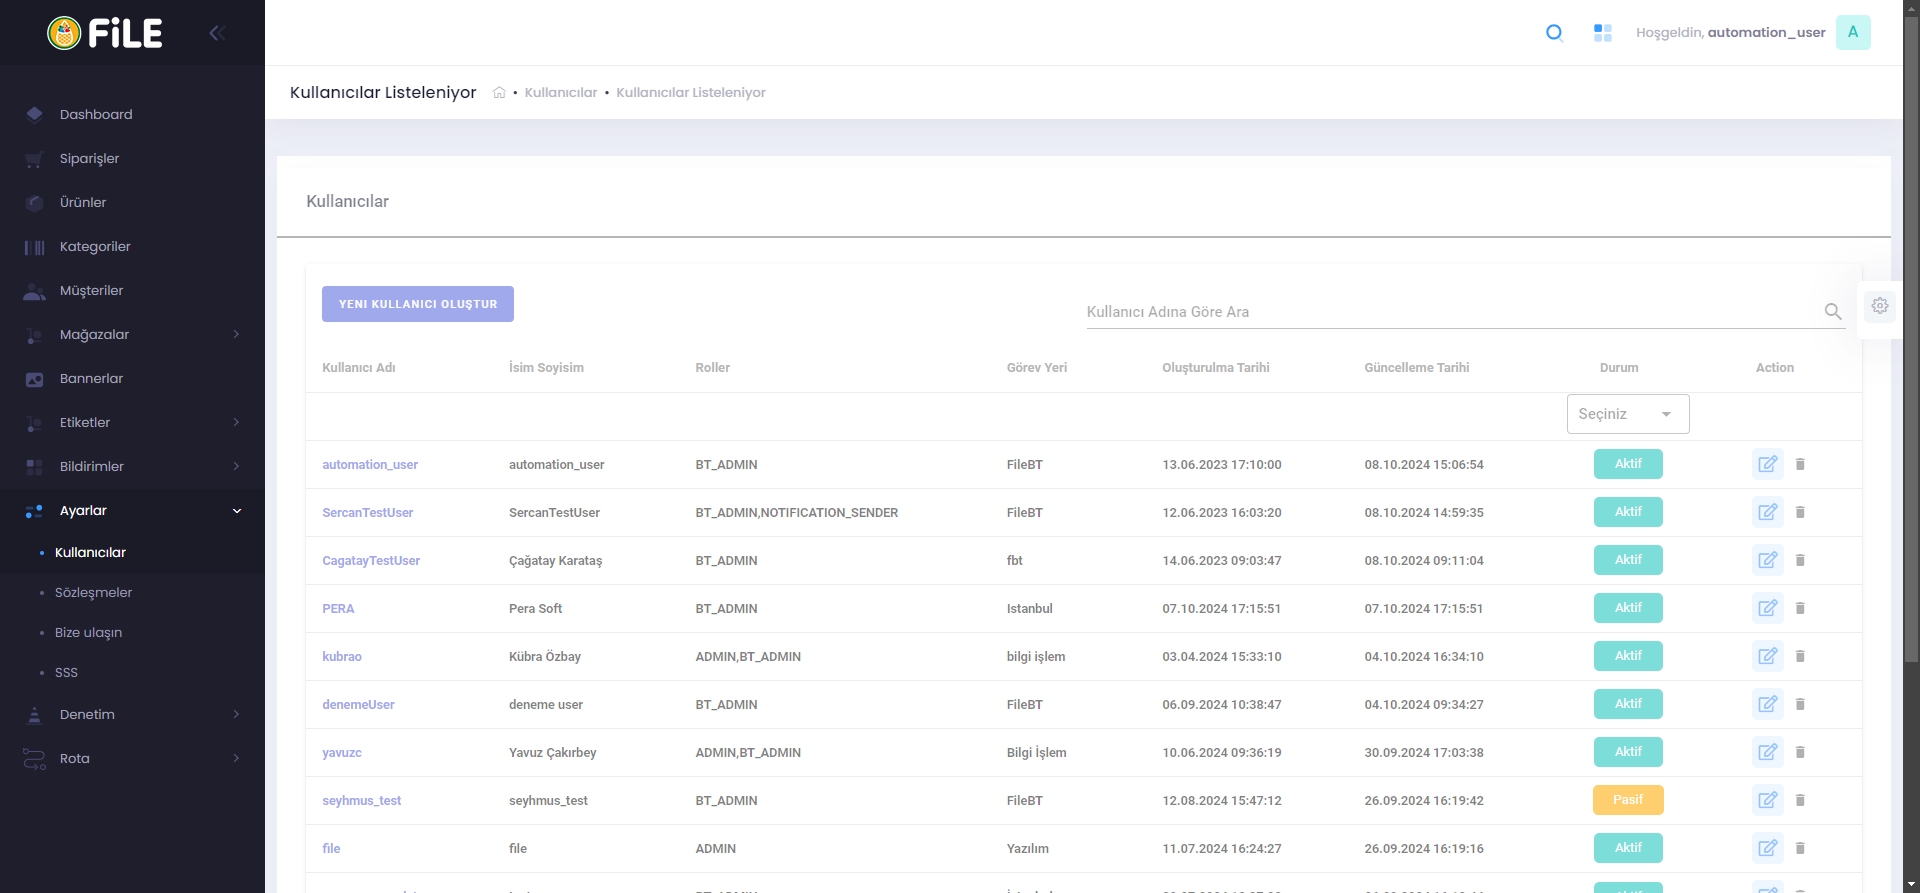 FiLE
Hoşgeldin, automation_user
A
Kullanıcılar Listeleniyor • Kullanıcılar • Kullanıcılar Listeleniyor
Dashboard
Siparişler
Ürünler
Kategoriler
Müşteriler
Mağazalar
Bannerlar
Etiketler
Bildirimler
Ayarlar
Kullanıcılar
Sözleşmeler
Bize ulaşın
SSS
Denetim
Rota
Kullanıcılar
YENI KULLANICI OLUŞTUR
Kullanıcı Adına Göre Ara
Kullanıcı Adı İsim Soyisim Roller Görev Yeri Oluşturulma Tarihi Güncelleme Tarihi Durum Action
Seçiniz
automation_user automation_user BT_ADMIN FileBT 13.06.2023 17:10:00 08.10.2024 15:06:54 Aktif
SercanTestUser SercanTestUser BT_ADMIN,NOTIFICATION_SENDER FileBT 12.06.2023 16:03:20 08.10.2024 14:59:35 Aktif
CagatayTestUser Çağatay Karataş BT_ADMIN fbt 14.06.2023 09:03:47 08.10.2024 09:11:04 Aktif
PERA Pera Soft BT_ADMIN Istanbul 07.10.2024 17:15:51 07.10.2024 17:15:51 Aktif
kubrao Kübra Özbay ADMIN,BT_ADMIN bilgi işlem 03.04.2024 15:33:10 04.10.2024 16:34:10 Aktif
denemeUser deneme user BT_ADMIN FileBT 06.09.2024 10:38:47 04.10.2024 09:34:27 Aktif
yavuzc Yavuz Çakırbey ADMIN,BT_ADMIN Bilgi İşlem 10.06.2024 09:36:19 30.09.2024 17:03:38 Aktif
seyhmus_test seyhmus_test BT_ADMIN FileBT 12.08.2024 15:47:12 26.09.2024 16:19:42 Pasif
file file ADMIN Yazılım 11.07.2024 16:24:27 26.09.2024 16:19:16 Aktif